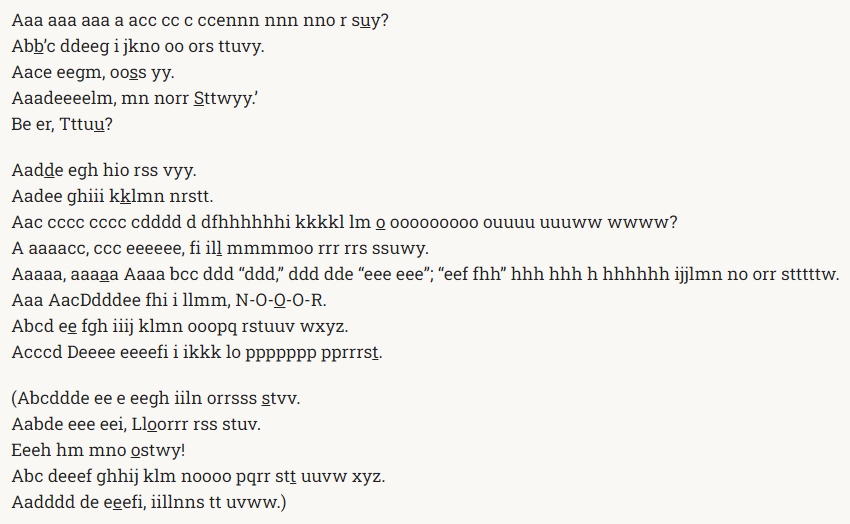 Aaa aaa aaa a acc cc c ccennn nnn nno r suy?
Abb’c ddeeg i jkno oo ors ttuvy.
Aace eegm, ooss yy.
Aaadeeeelm, mn norr Sttwyy.’
Be er, Tttuu?
Aadde egh hio rss vyy.
Aadee ghiii kklmn nrstt.
Aac cccc cccc cdddd d dfhhhhhhi kkkkl lm o ooooooooo ouuuu uuuww wwww?
A aaaacc, ccc eeeeee, fi ill mmmmoo rrr rrs ssuwy.
Aaaaa, aaaaa Aaaa bcc ddd “ddd,” ddd dde “eee eee”; “eef fhh” hhh hhh h hhhhhh ijjlmn no orr stttttw.
Aaa AacDdddee fhi i llmm, N-O-O-O-R.
Abcd ee fgh iiij klmn ooopq rstuuv wxyz.
Acccd Deeee eeeefi i ikkk lo ppppppp pprrrst.
(Abcddde ee e eegh iiln orrsss stvv.
Aabde eee eei, Lloorrr rss stuv.
Eeeh hm mno ostwy!
Abc deeef ghhij klm noooo pqrr stt uuvw xyz.
Aadddd de eeefi, iillnns tt uvww.)